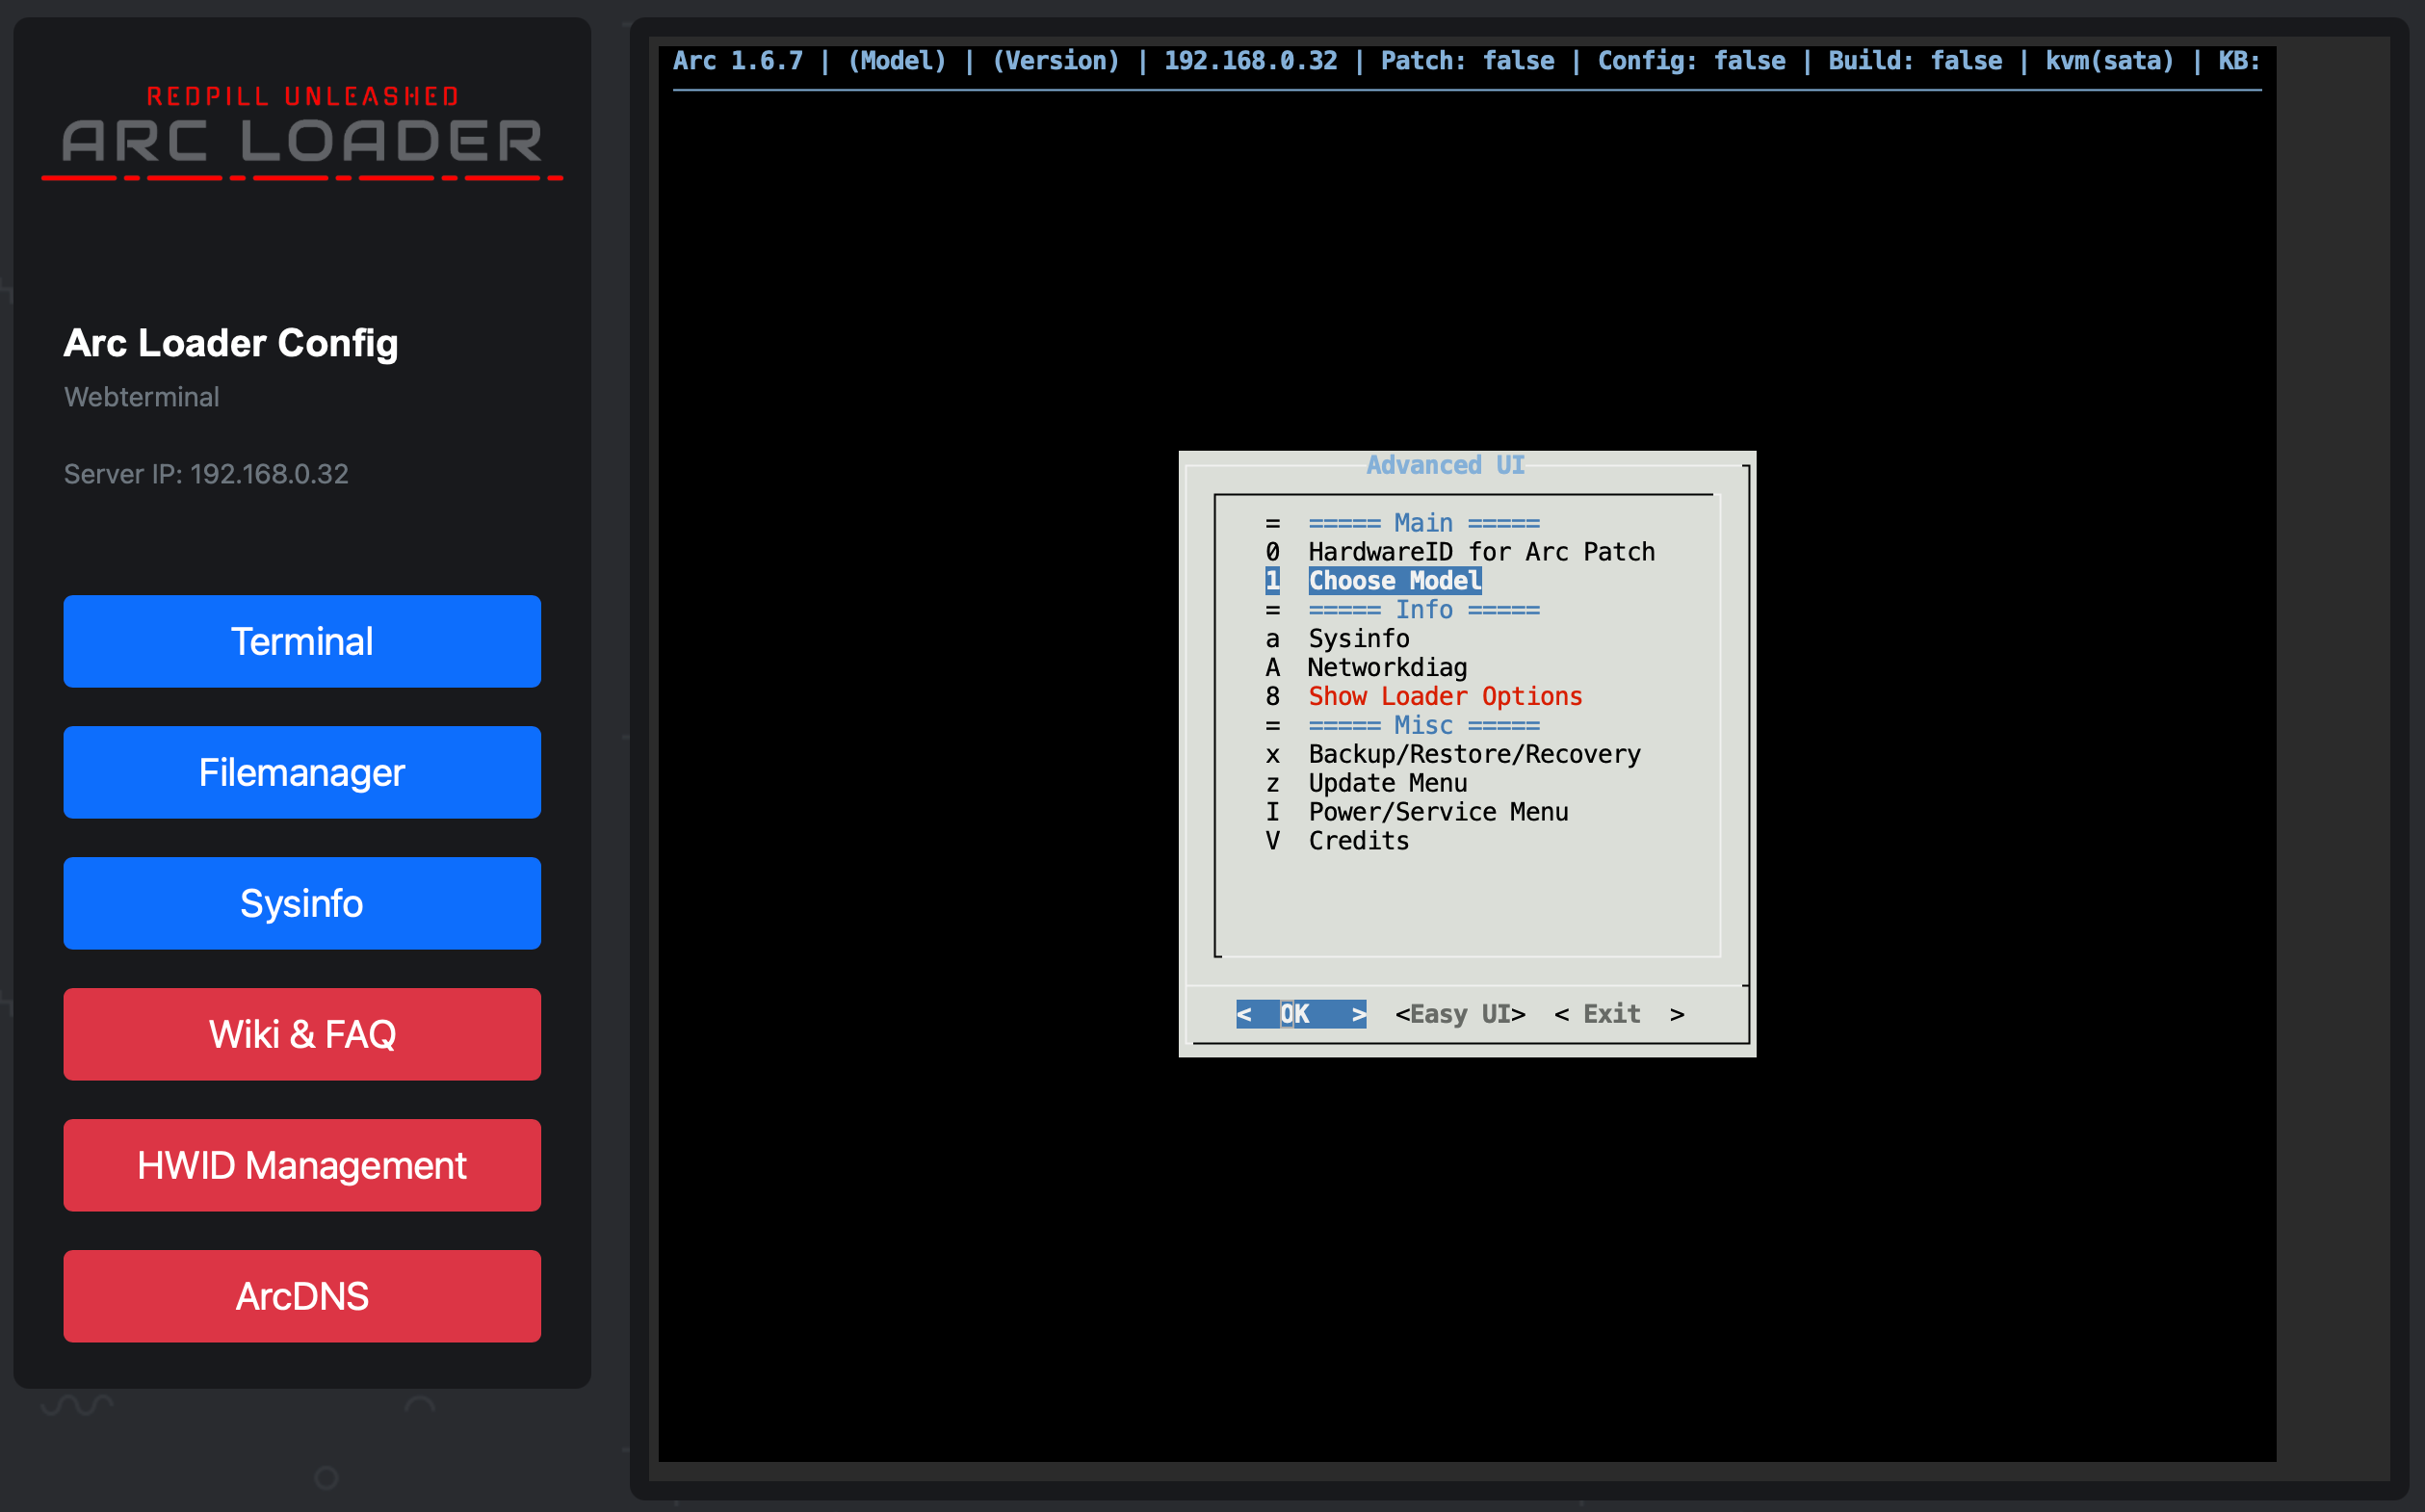 REDPILL UNLEASHED
ARC LOADER
Arc Loader Config
Webterminal
Server IP: 192.168.0.32
Terminal
Filemanager
Sysinfo
Wiki & FAQ
HWID Management
ArcDNS
Arc 1.6.7 | (Model) | (Version) | 192.168.0.32 | Patch: false | Config: false | Build: false | kvm(sata) | KB:
Advanced UI
= ===== Main =====
0 HardwareID for Arc Patch
1 Choose Model
= ===== Info =====
a Sysinfo
A Networkdiag
8 Show Loader Options
= ===== Misc =====
x Backup/Restore/Recovery
z Update Menu
I Power/Service Menu
V Credits
< OK > <Easy UI> < Exit >